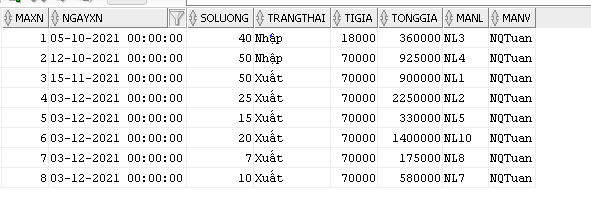 MAXN NGAYXN SOLUONG TRANGTHAI TIGIA TONGGIA MANL MANV
1 05-10-2021 00:00:00 40 Nhập 18000 360000 NL3 NQTuan
2 12-10-2021 00:00:00 50 Nhập 70000 925000 NL4 NQTuan
3 15-11-2021 00:00:00 50 Xuất 70000 900000 NL1 NQTuan
4 03-12-2021 00:00:00 25 Xuất 70000 2250000 NL2 NQTuan
5 03-12-2021 00:00:00 15 Xuất 70000 330000 NL5 NQTuan
6 03-12-2021 00:00:00 20 Xuất 70000 1400000 NL10 NQTuan
7 03-12-2021 00:00:00 7 Xuất 70000 175000 NL8 NQTuan
8 03-12-2021 00:00:00 10 Xuất 70000 580000 NL7 NQTuan